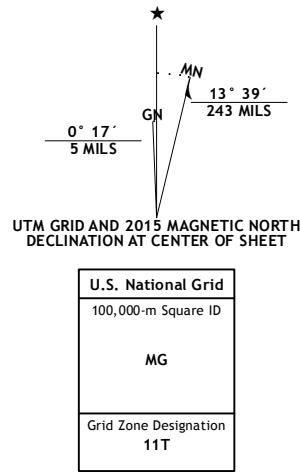 MN
GN
13° 39´
243 MILS
0° 17´
5 MILS
UTM GRID AND 2015 MAGNETIC NORTH
DECLINATION AT CENTER OF SHEET
U.S. National Grid
100,000-m Square ID
MG
Grid Zone Designation
11T